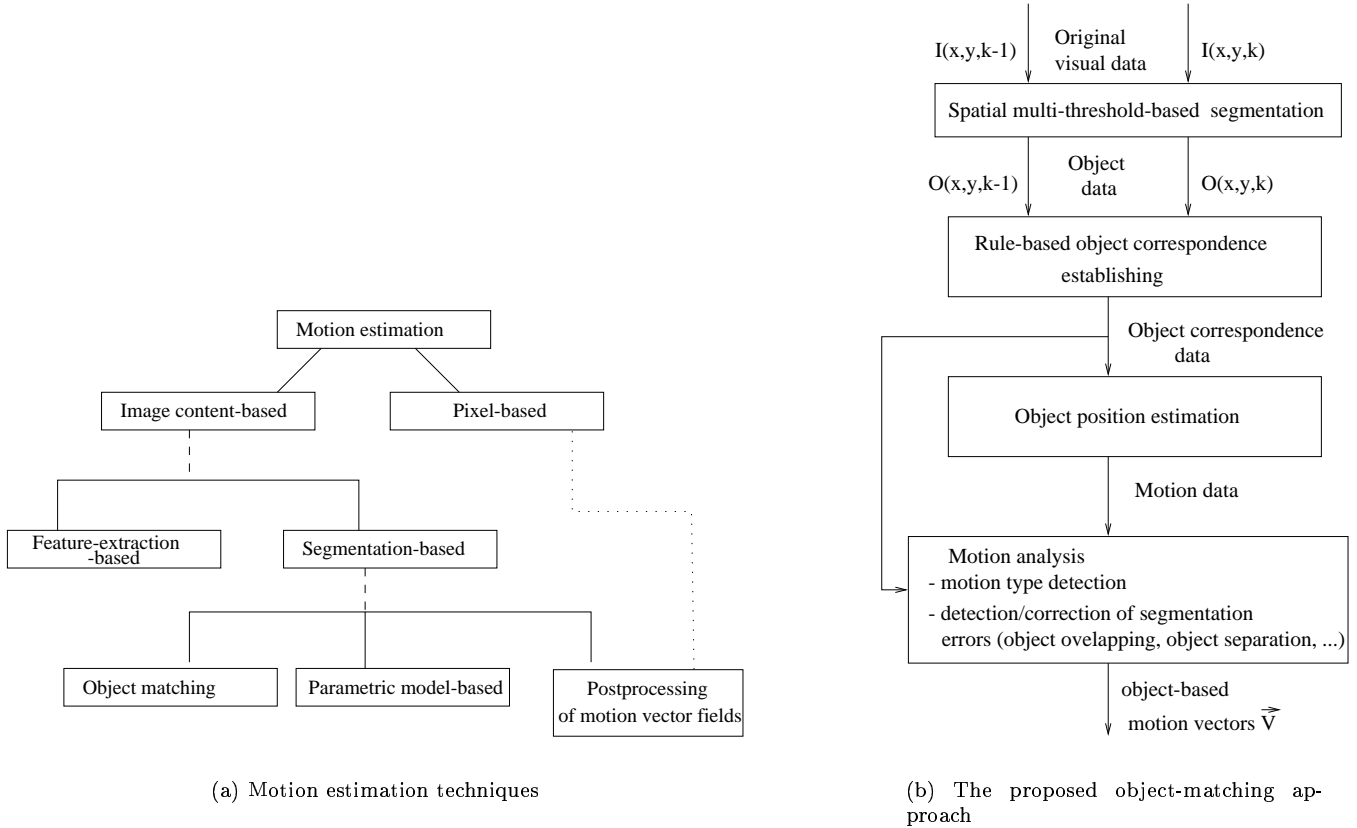 Motion estimation
Image content-based
Pixel-based
Feature-extraction
-based
Segmentation-based
Object matching
Parametric model-based
Postprocessing
of motion vector fields
(a) Motion estimation techniques
I(x,y,k-1)
Original
visual data
I(x,y,k)
Spatial multi-threshold-based segmentation
O(x,y,k-1)
Object
data
O(x,y,k)
Rule-based object correspondence
establishing
Object correspondence
data
Object position estimation
Motion data
Motion analysis
- motion type detection
- detection/correction of segmentation
errors (object ovelapping, object separation, ...)
object-based
motion vectors V⃗
(b) The proposed object-matching ap-
proach